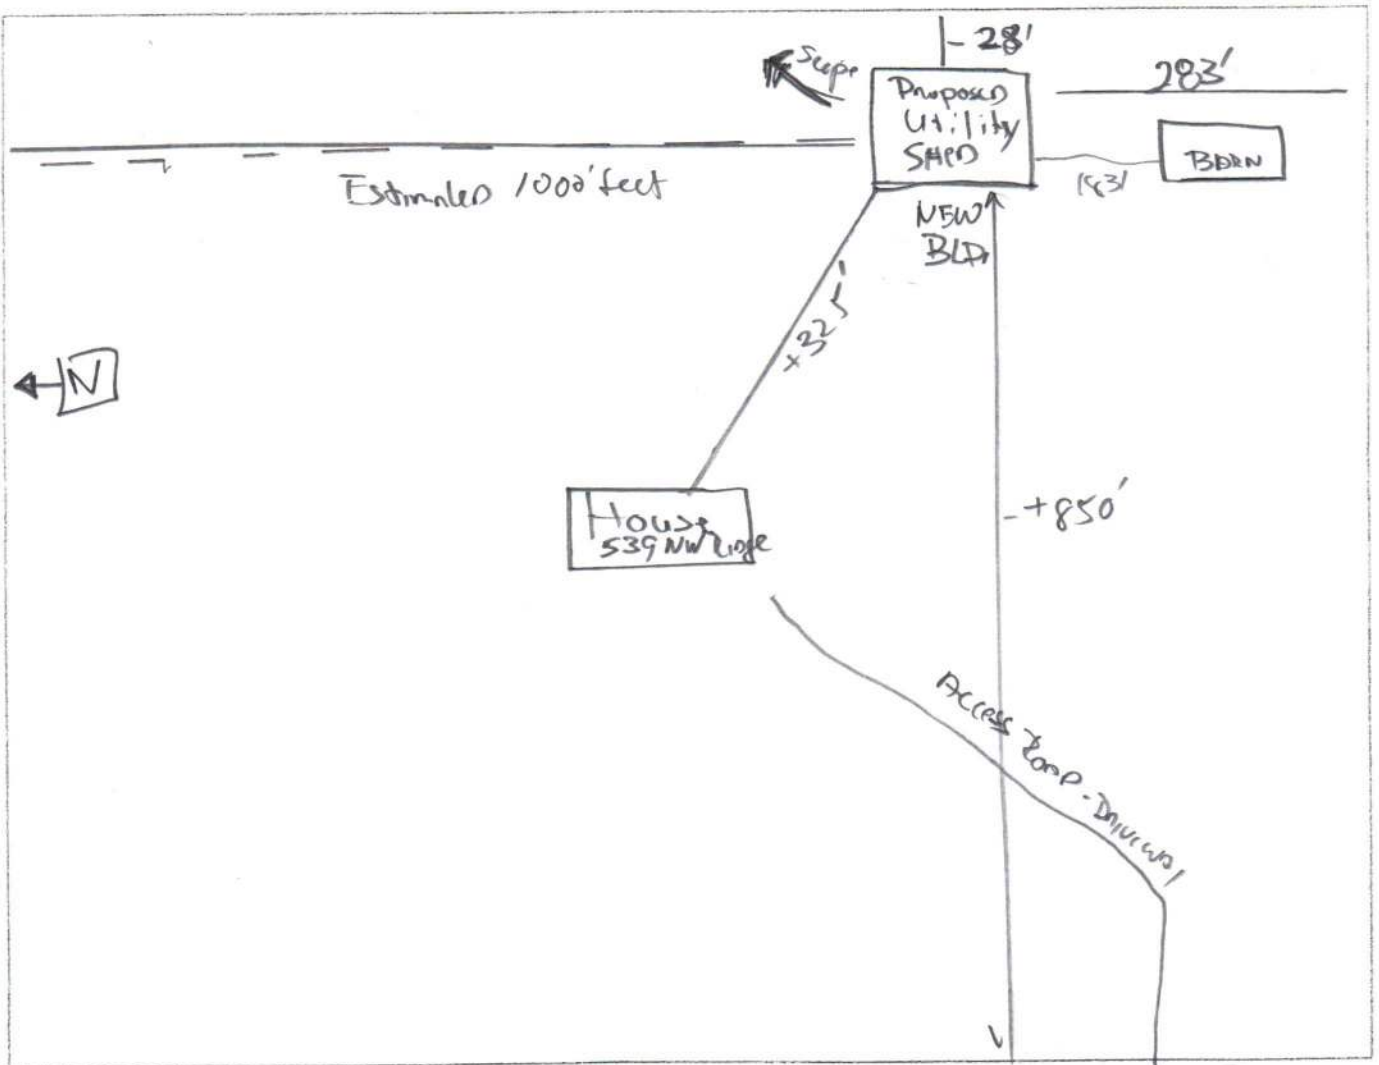 - 28'
Slope
283'
Proposed
Utility
SHED
BARN
183'
Estimated 1000' feet
NEW
BLD.
+325'
N
House
539 NW Ridge
-+850'
Access Road - Driveway